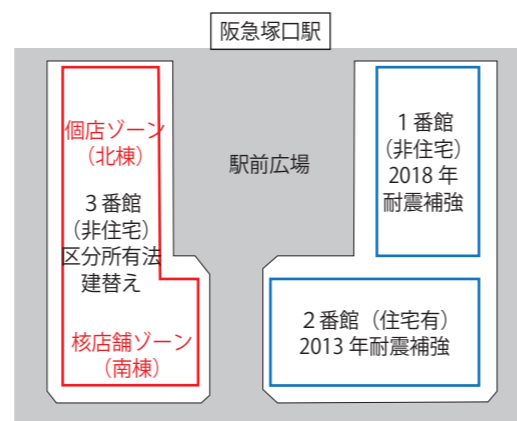 阪急塚口駅
個店ゾーン
（北棟）
３番館
（非住宅）
区分所有法
建替え
核店舗ゾーン
（南棟）
駅前広場
１番館
（非住宅）
2018 年
耐震補強
２番館（住宅有）
2013 年耐震補強